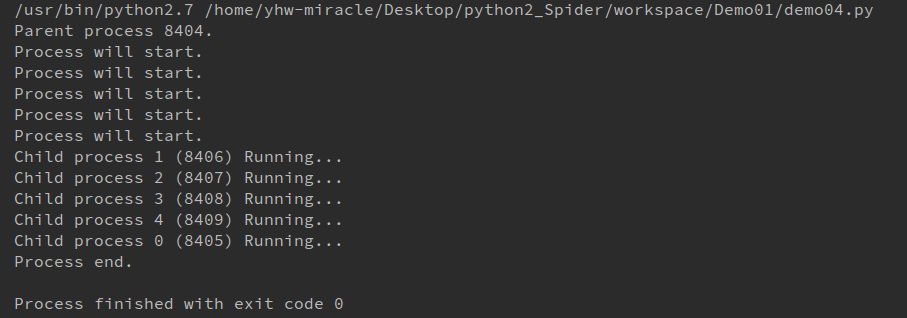 /usr/bin/python2.7 /home/yhw-miracle/Desktop/python2_Spider/workspace/Demo01/demo04.py
Parent process 8404.
Process will start.
Process will start.
Process will start.
Process will start.
Process will start.
Child process 1 (8406) Running...
Child process 2 (8407) Running...
Child process 3 (8408) Running...
Child process 4 (8409) Running...
Child process 0 (8405) Running...
Process end.

Process finished with exit code 0